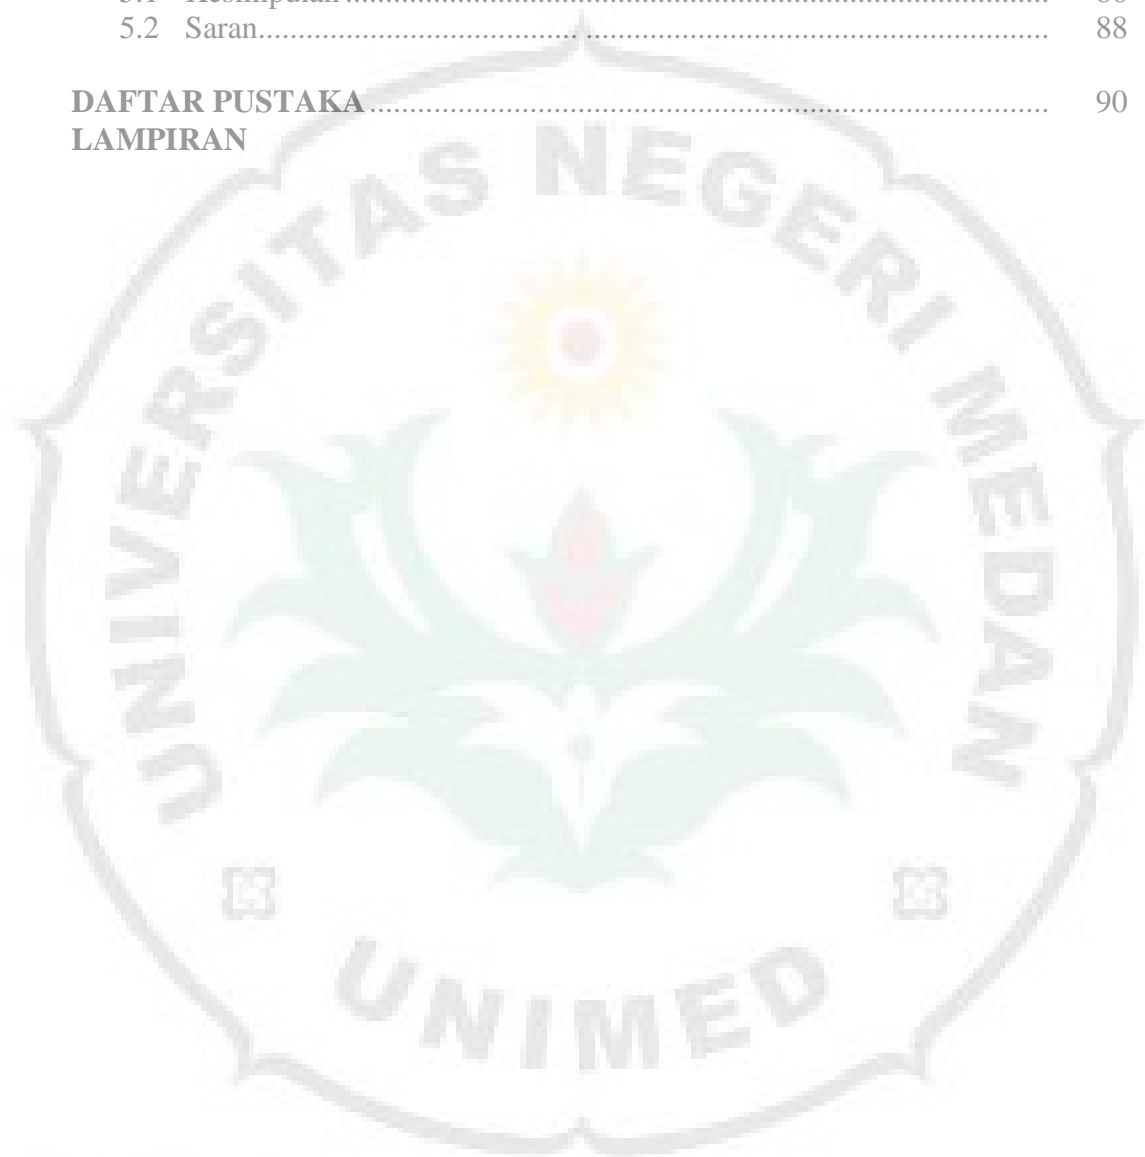 5.2 Saran.................................................................................................... 88
DAFTAR PUSTAKA..................................................................................... 90
LAMPIRAN
UNIVERSITAS NEGERI MEDAN
UNIMED